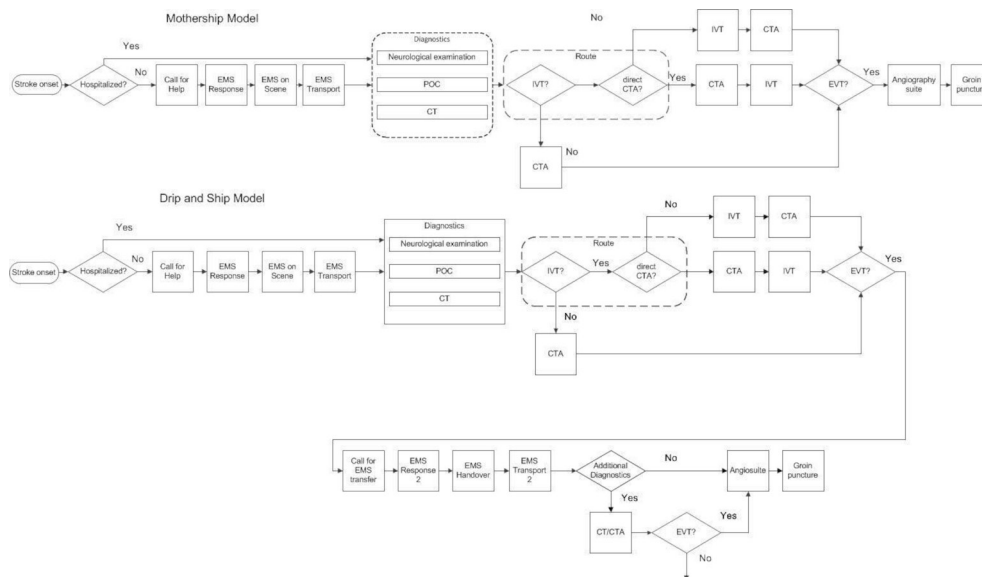 Mothership Model
No
Yes
Diagnostics
Neurological examination
POC
CT
Stroke onset
Hospitalized?
No
Call for
Help
EMS
Response
EMS on
Scene
EMS
Transport
Route
IVT?
direct
CTA?
Yes
IVT
CTA
CTA
IVT
EVT?
Yes
Angiography
suite
Groin
puncture
No
CTA
Drip and Ship Model
Yes
Diagnostics
Neurological examination
POC
CT
Stroke onset
Hospitalized?
No
Call for
Help
EMS
Response
EMS on
Scene
EMS
Transport
Route
IVT?
Yes
direct
CTA?
No
IVT
CTA
CTA
IVT
EVT?
Yes
No
CTA
Call for
EMS
transfer
EMS
Response
2
EMS
Handover
EMS
Transport
2
Additional
Diagnostics
No
Angiosuite
Groin
puncture
Yes
CT/CTA
EVT?
Yes
No